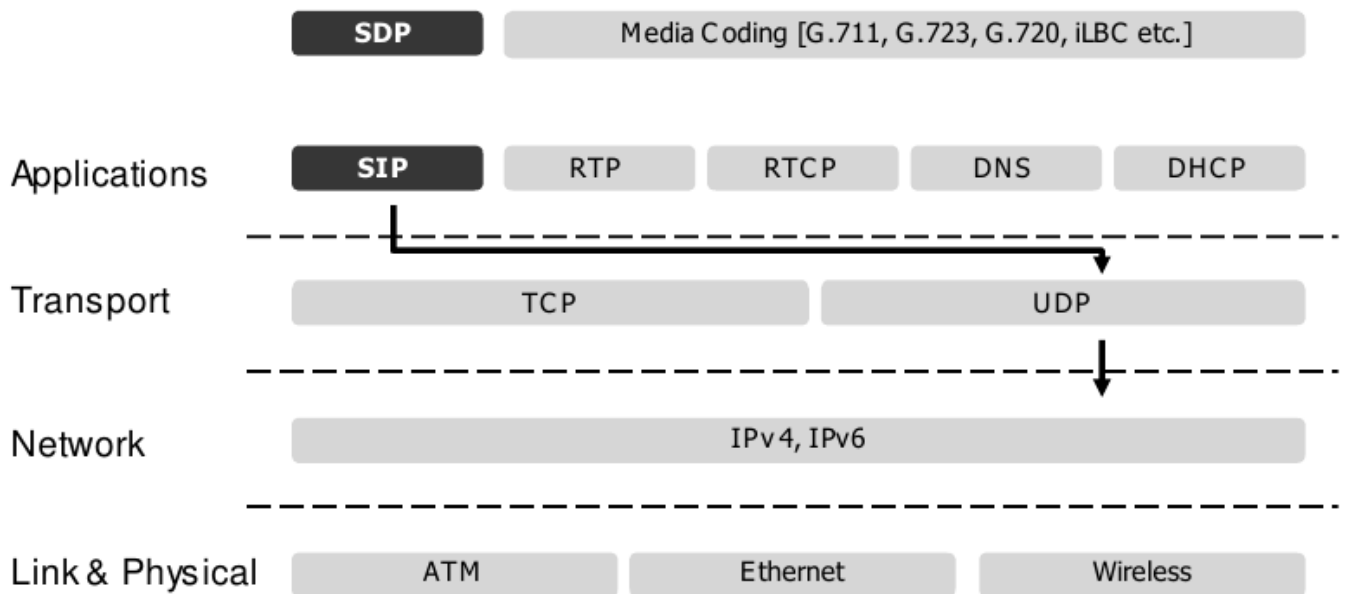 SDP Media Coding [G.711, G.723, G.720, iLBC etc.]
Applications SIP RTP RTCP DNS DHCP
Transport TCP UDP
Network IPv4, IPv6
Link & Physical ATM Ethernet Wireless